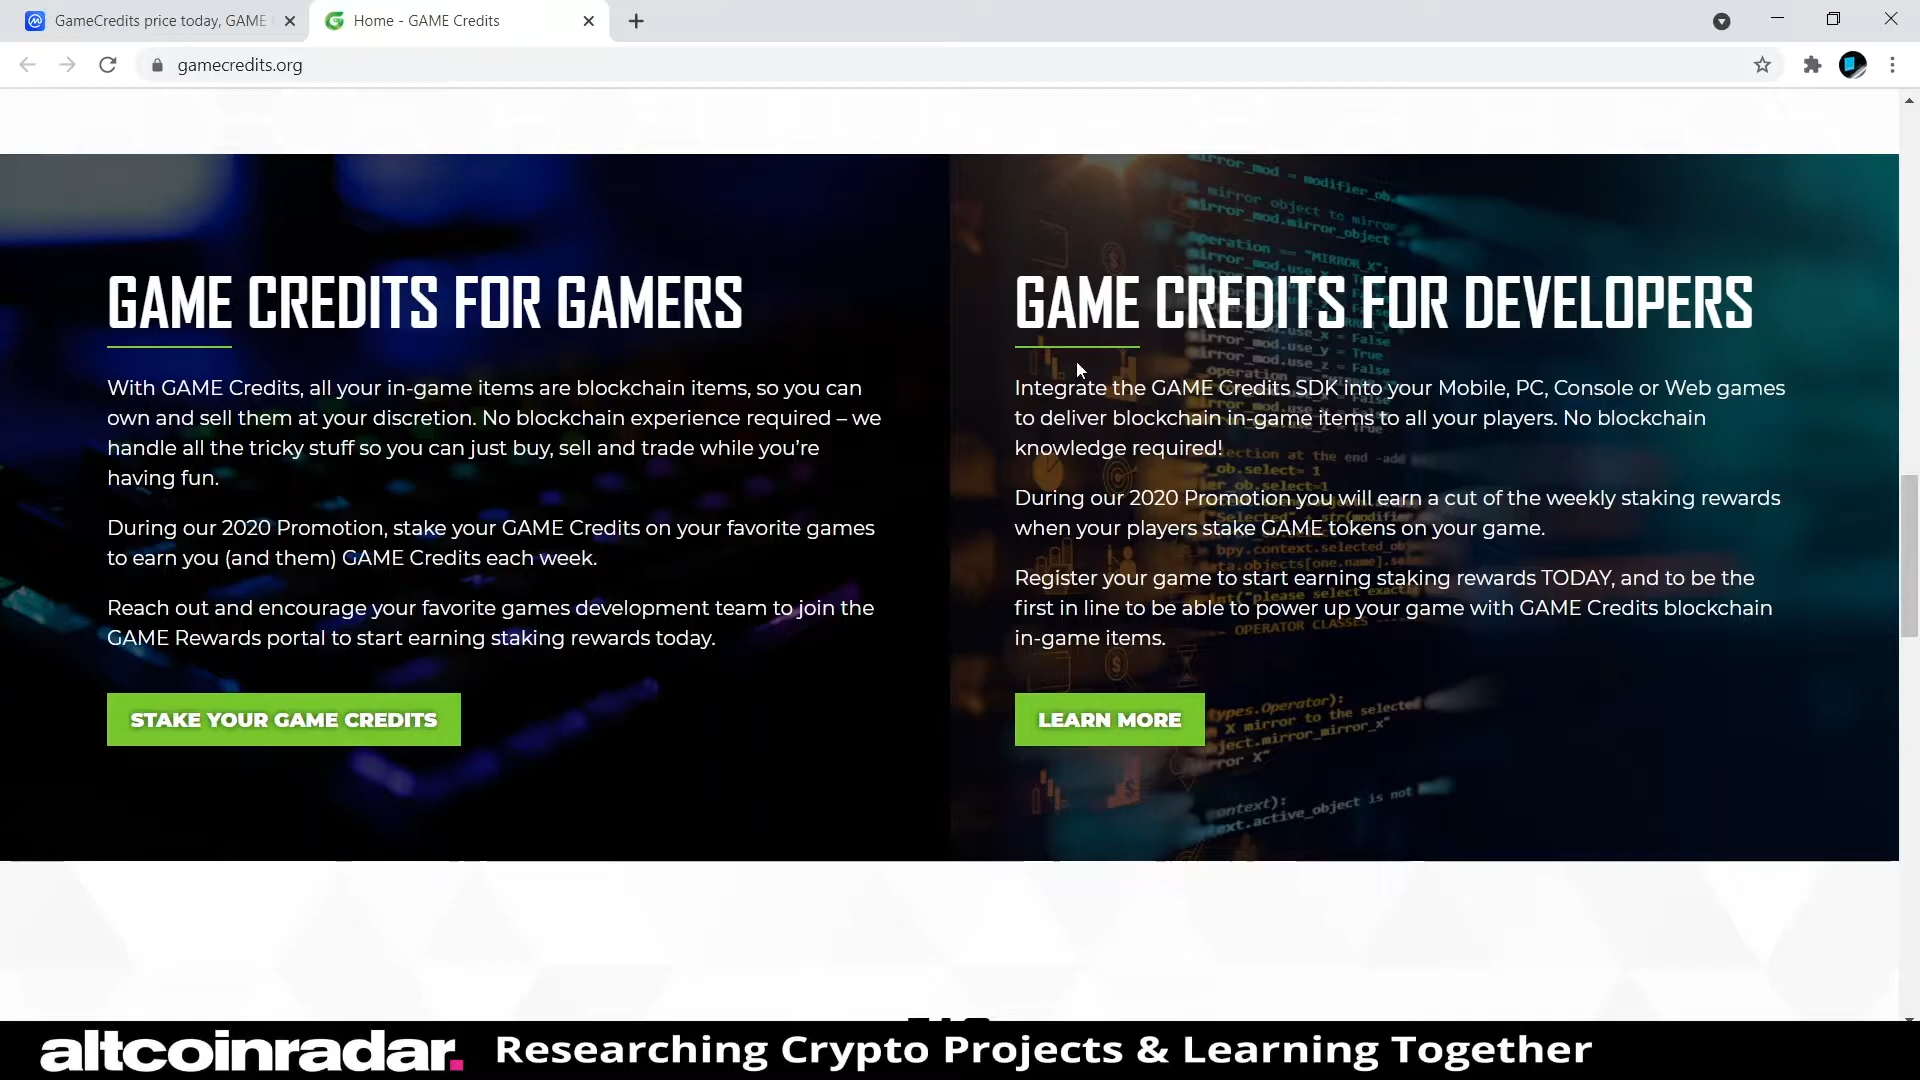 GameCredits price today, GAME
Home - GAME Credits
gamecredits.org
GAME CREDITS FOR GAMERS
With GAME Credits, all your in-game items are blockchain items, so you can
own and sell them at your discretion. No blockchain experience required – we
handle all the tricky stuff so you can just buy, sell and trade while you’re
having fun.
During our 2020 Promotion, stake your GAME Credits on your favorite games
to earn you (and them) GAME Credits each week.
Reach out and encourage your favorite games development team to join the
GAME Rewards portal to start earning staking rewards today.
STAKE YOUR GAME CREDITS
GAME CREDITS FOR DEVELOPERS
Integrate the GAME Credits SDK into your Mobile, PC, Console or Web games
to deliver blockchain in-game items to all your players. No blockchain
knowledge required!
During our 2020 Promotion you will earn a cut of the weekly staking rewards
when your players stake GAME tokens on your game.
Register your game to start earning staking rewards TODAY, and to be the
first in line to be able to power up your game with GAME Credits blockchain
in-game items.
LEARN MORE
altcoinradar.
Researching Crypto Projects & Learning Together